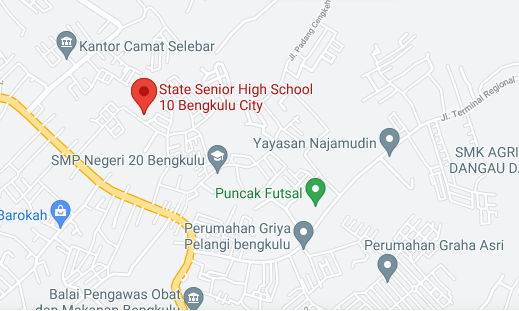 Kantor Camat Selebar
Jl. Padang Cengkeh
State Senior High School
10 Bengkulu City
Jl. Terminal Regional
Yayasan Najamudin
SMK AGRI
DANGAU DA
SMP Negeri 20 Bengkulu
Puncak Futsal
Barokah
Perumahan Griya
Pelangi bengkulu
Perumahan Graha Asri
Balai Pengawas Obat
dan Makanan Bengkulu